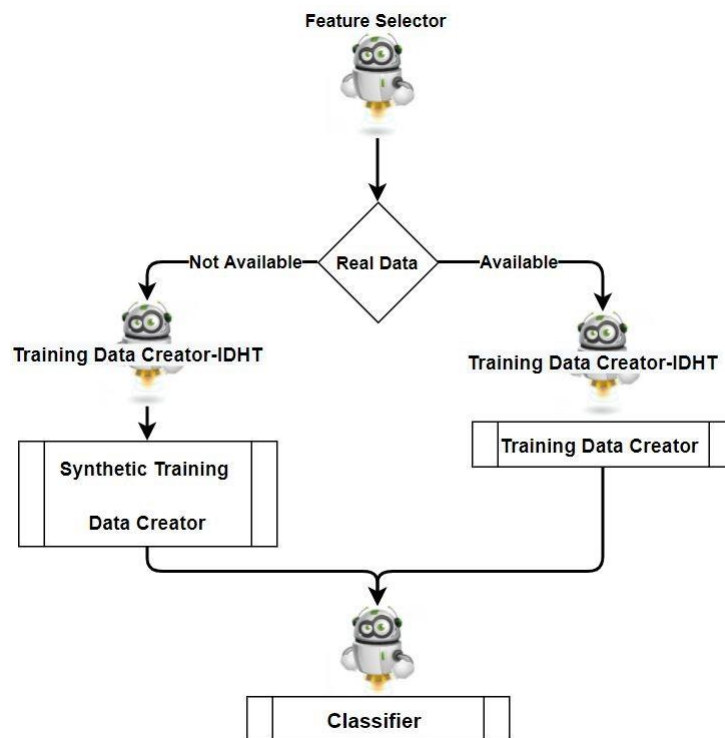 Feature Selector
Not Available
Real Data
Available
Training Data Creator-IDHT
Training Data Creator-IDHT
Synthetic Training
Data Creator
Training Data Creator
Classifier